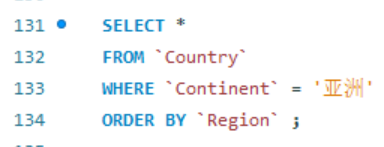 131 SELECT *
132 FROM `Country`
133 WHERE `Continent` = '亚洲'
134 ORDER BY `Region` ;